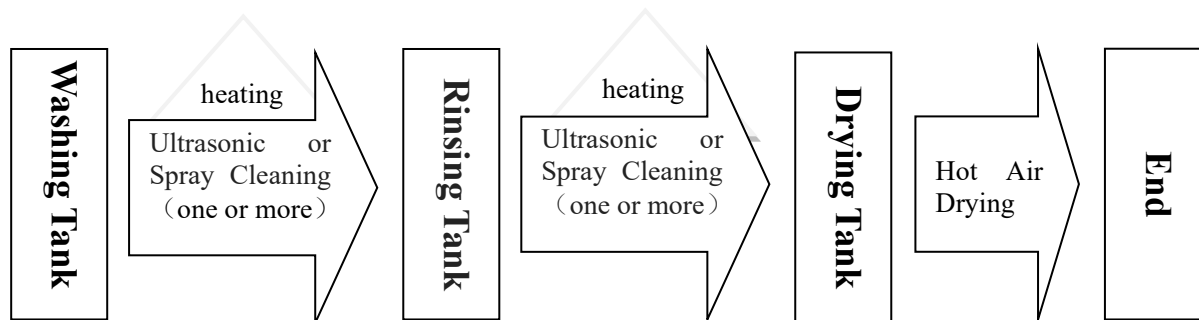 Washing Tank
heating
Ultrasonic or
Spray Cleaning
（one or more）
Rinsing Tank
heating
Ultrasonic or
Spray Cleaning
（one or more）
Drying Tank
Hot Air
Drying
End